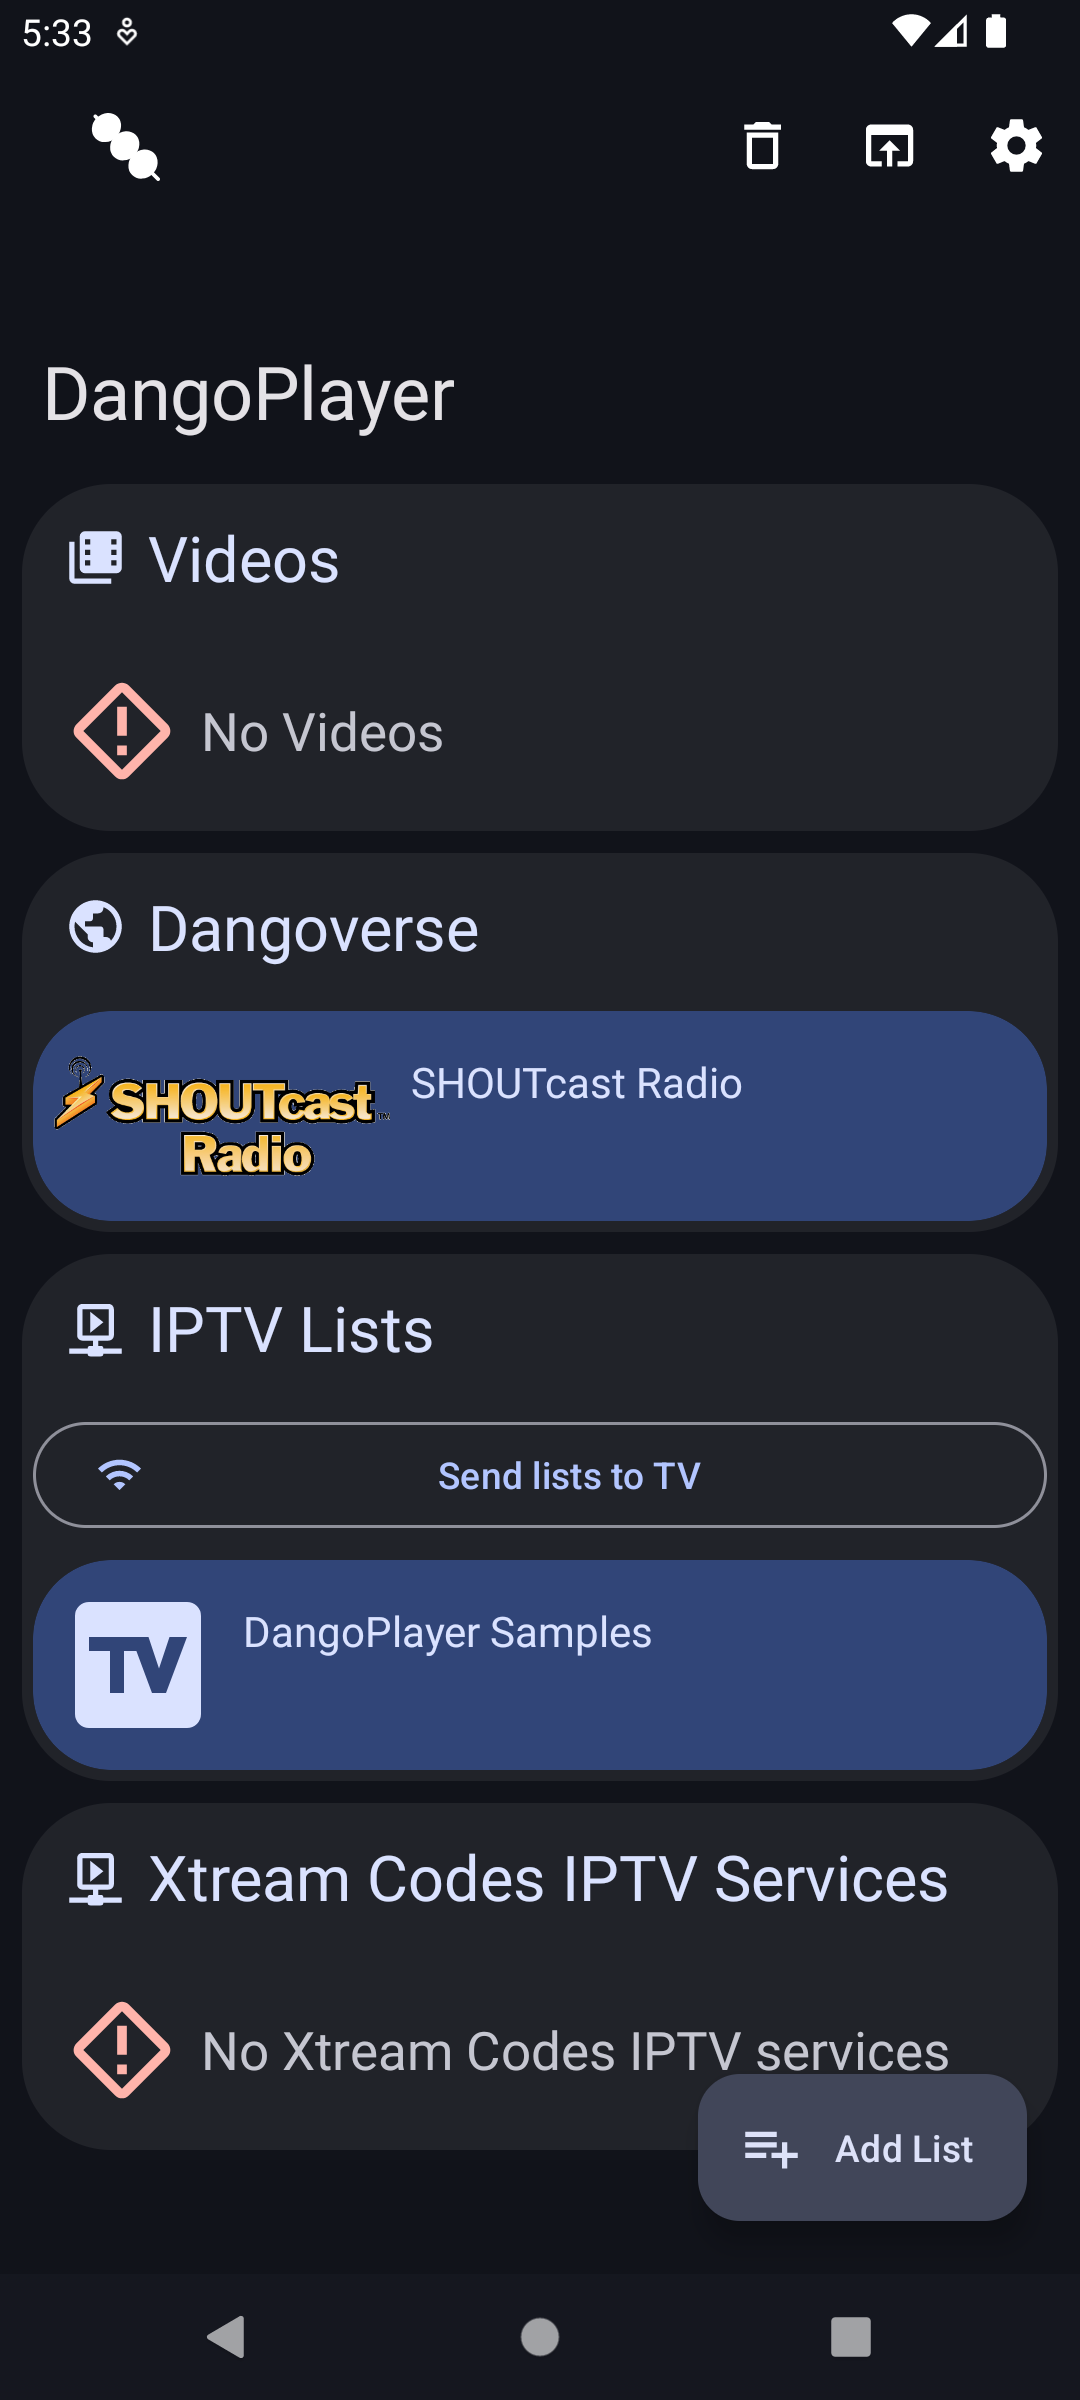 5:33
DangoPlayer
Videos
No Videos
Dangoverse
SHOUTcast™
Radio
SHOUTcast Radio
IPTV Lists
Send lists to TV
TV
DangoPlayer Samples
Xtream Codes IPTV Services
No Xtream Codes IPTV services
Add List